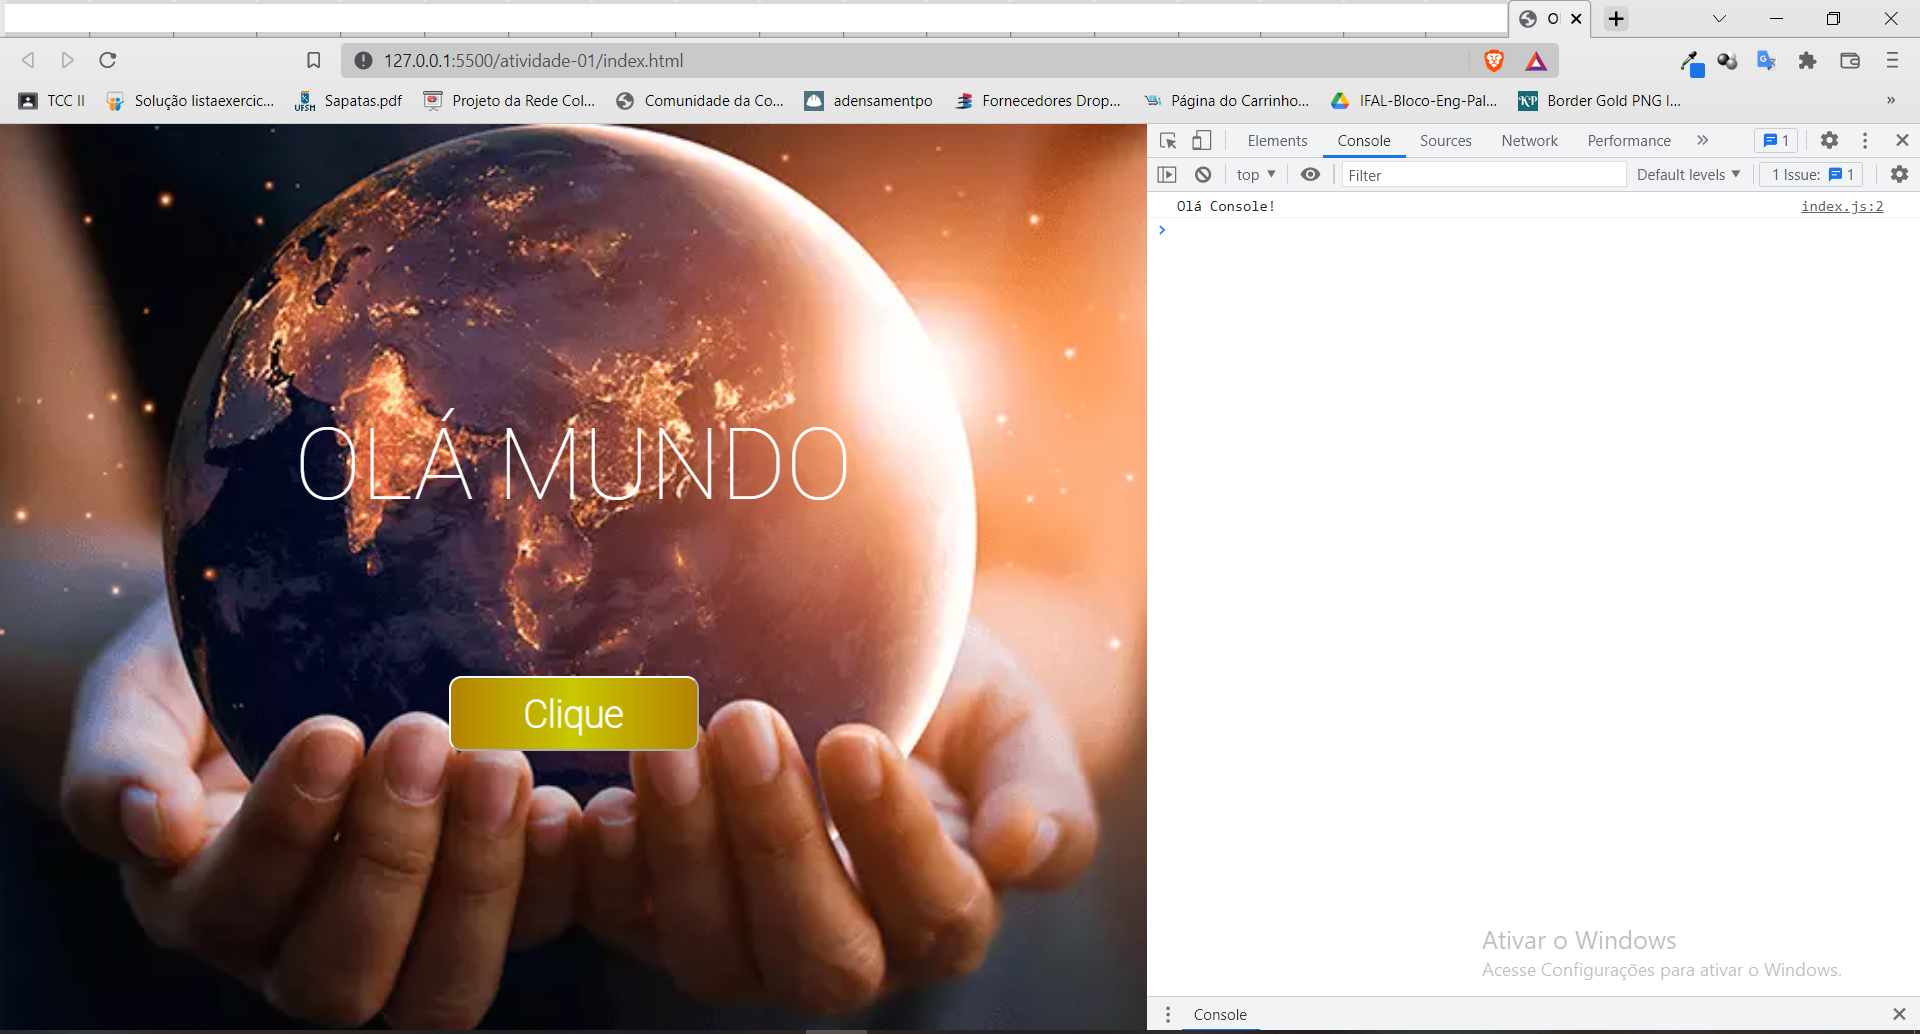 O
127.0.0.1:5500/atividade-01/index.html
TCC II
Solução listaexercic...
UFSM
Sapatas.pdf
Projeto da Rede Col...
Comunidade da Co...
adensamentpo
Fornecedores Drop...
Página do Carrinho...
IFAL-Bloco-Eng-Pal...
KP
Border Gold PNG I...
»
Elements
Console
Sources
Network
Performance
»
1
top
Filter
Default levels
1 Issue:
1
Olá Console!
index.js:2
OLÁ MUNDO
Clique
Ativar o Windows
Acesse Configurações para ativar o Windows.
Console